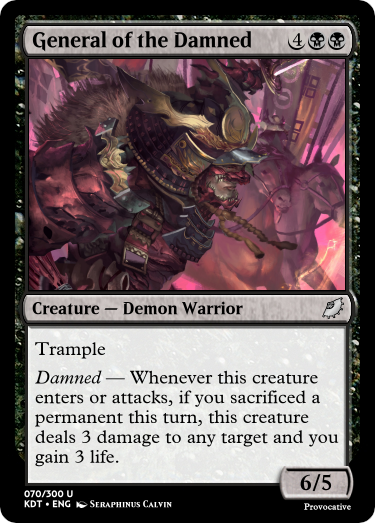 General of the Damned 4
Creature — Demon Warrior
Trample
Damned — Whenever this creature
enters or attacks, if you sacrificed a
permanent this turn, this creature
deals 3 damage to any target and you
gain 3 life.
6/5
070/300 U
KDT • ENG Seraphinus Calvin
Provocative